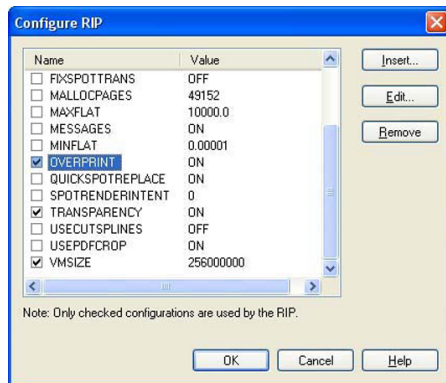 Configure RIP
Name Value
FIXSPOTTRANS OFF
MALLOCPAGES 49152
MAXFLAT 10000.0
MESSAGES ON
MINFLAT 0.00001
OVERPRINT ON
QUICKSPOTREPLACE ON
SPOTRENDERINTENT 0
TRANSPARENCY ON
USECUTSPLINES OFF
USEPDFCROP ON
VMSIZE 256000000
Insert...
Edit...
Remove
Note: Only checked configurations are used by the RIP.
OK Cancel Help